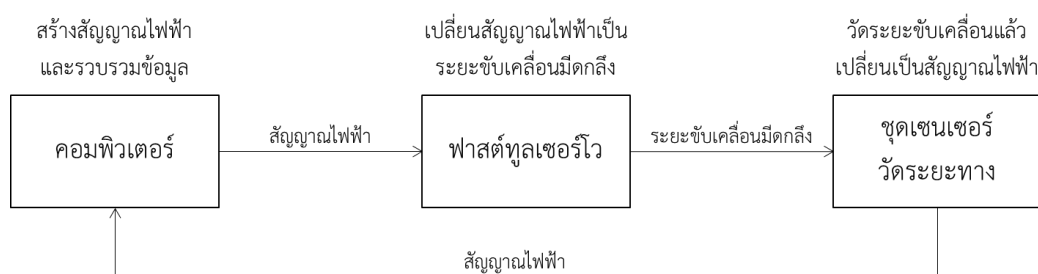 สร้างสัญญาณไฟฟ้า
และรวบรวมข้อมูล
เปลี่ยนสัญญาณไฟฟ้าเป็น
ระยะขับเคลื่อนมีดกลึง
วัดระยะขับเคลื่อนแล้ว
เปลี่ยนเป็นสัญญาณไฟฟ้า
คอมพิวเตอร์
สัญญาณไฟฟ้า
ฟาสต์ทูลเซอร์โว
ระยะขับเคลื่อนมีดกลึง
ชุดเซนเซอร์
วัดระยะทาง
สัญญาณไฟฟ้า